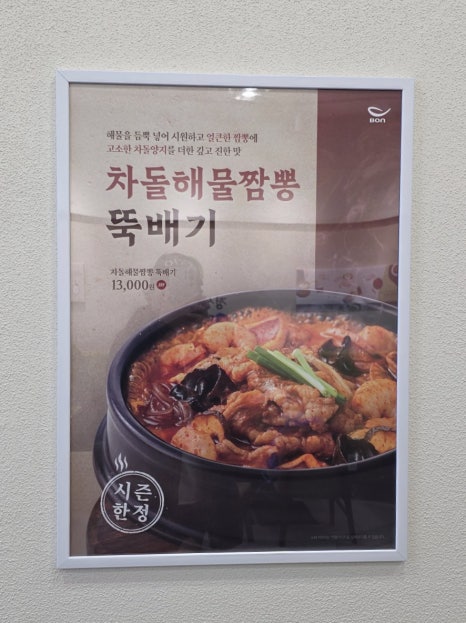 BON
해물을 듬뿍 넣어 시원하고 얼큰한 짬뽕에
고소한 차돌양지를 더한 깊고 진한 맛
차돌해물짬뽕
뚝배기
차돌해물짬뽕 뚝배기
13,000원
시즌
한정